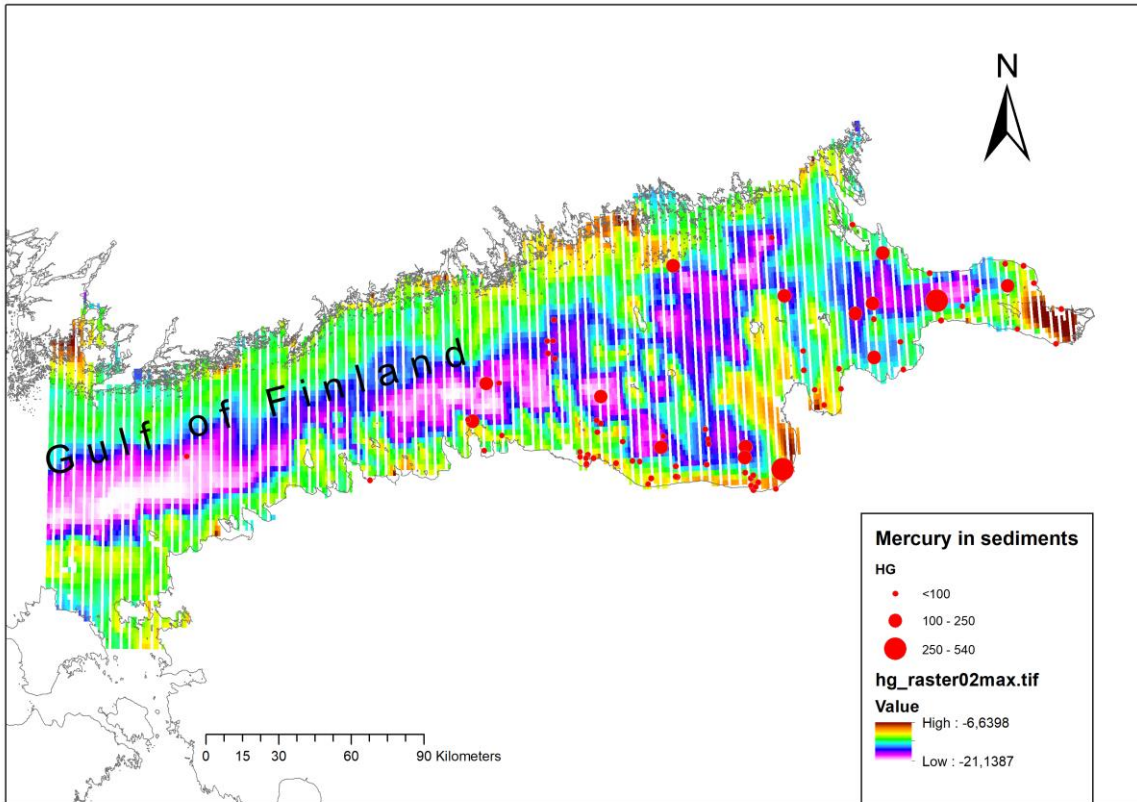 N
Gulf of Finland
Mercury in sediments
HG
<100
100 - 250
250 - 540
hg_raster02max.tif
Value
High : -6,6398
Low : -21,1387
0 15 30 60 90 Kilometers